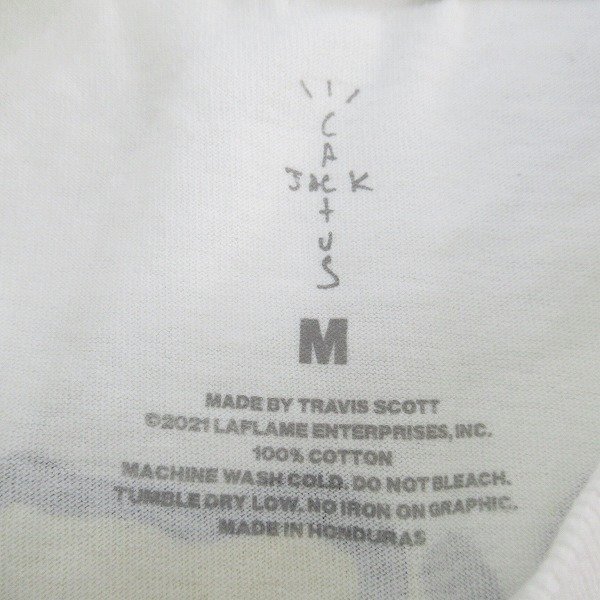 CACTUS
JACK
M
MADE BY TRAVIS SCOTT
©2021 LAFLAME ENTERPRISES, INC.
100% COTTON
MACHINE WASH COLD. DO NOT BLEACH.
TUMBLE DRY LOW. NO IRON ON GRAPHIC.
MADE IN HONDURAS